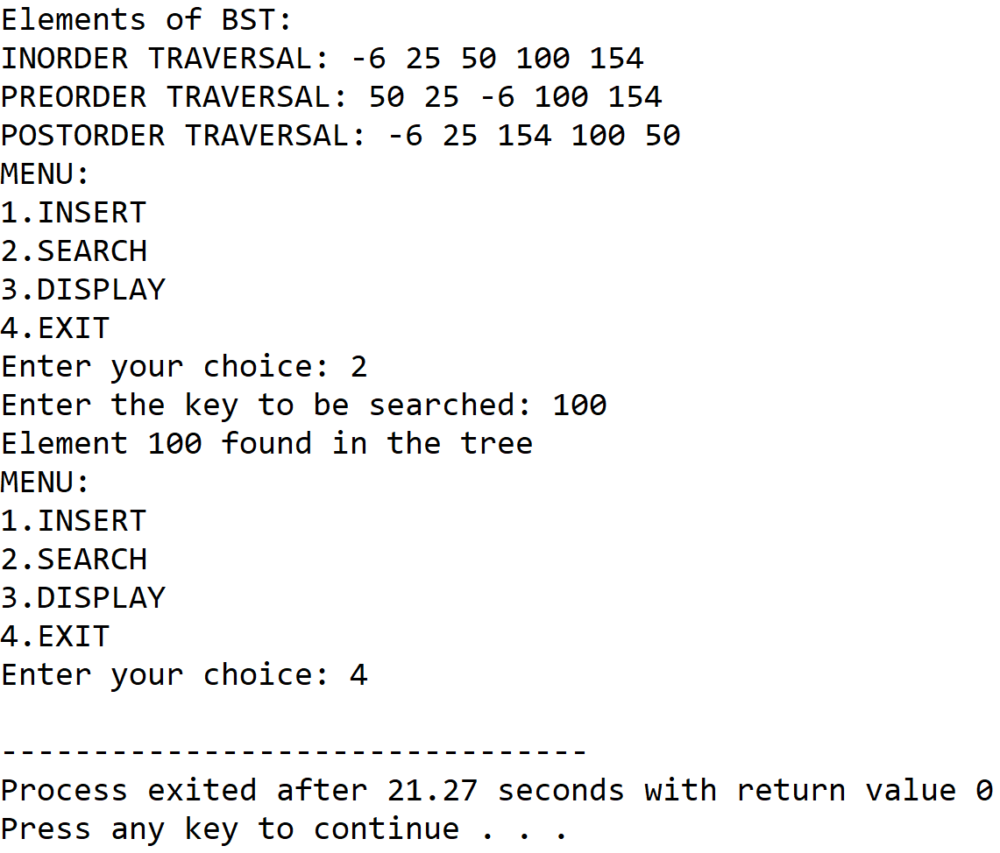 Elements of BST:
INORDER TRAVERSAL: -6 25 50 100 154
PREORDER TRAVERSAL: 50 25 -6 100 154
POSTORDER TRAVERSAL: -6 25 154 100 50
MENU:
1.INSERT
2.SEARCH
3.DISPLAY
4.EXIT
Enter your choice: 2
Enter the key to be searched: 100
Element 100 found in the tree
MENU:
1.INSERT
2.SEARCH
3.DISPLAY
4.EXIT
Enter your choice: 4
--------------------------------
Process exited after 21.27 seconds with return value 0
Press any key to continue . . .